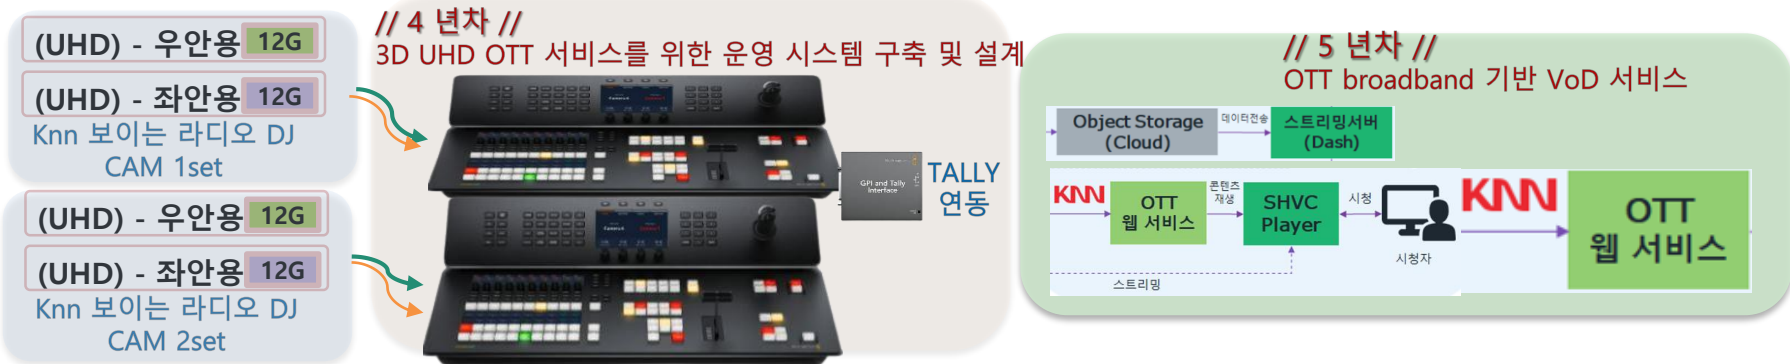 (UHD) - 우안용 12G
(UHD) - 좌안용 12G
Knn 보이는 라디오 DJ
CAM 1set
(UHD) - 우안용 12G
(UHD) - 좌안용 12G
Knn 보이는 라디오 DJ
CAM 2set
// 4 년차 //
3D UHD OTT 서비스를 위한 운영 시스템 구축 및 설계
GPI and Tally
Interface
TALLY
연동
// 5 년차 //
OTT broadband 기반 VoD 서비스
Object Storage
(Cloud)
데이터전송
스트리밍서버
(Dash)
KNN
OTT
웹 서비스
콘텐츠
재생
SHVC
Player
시청
시청자
스트리밍
KNN
OTT
웹 서비스